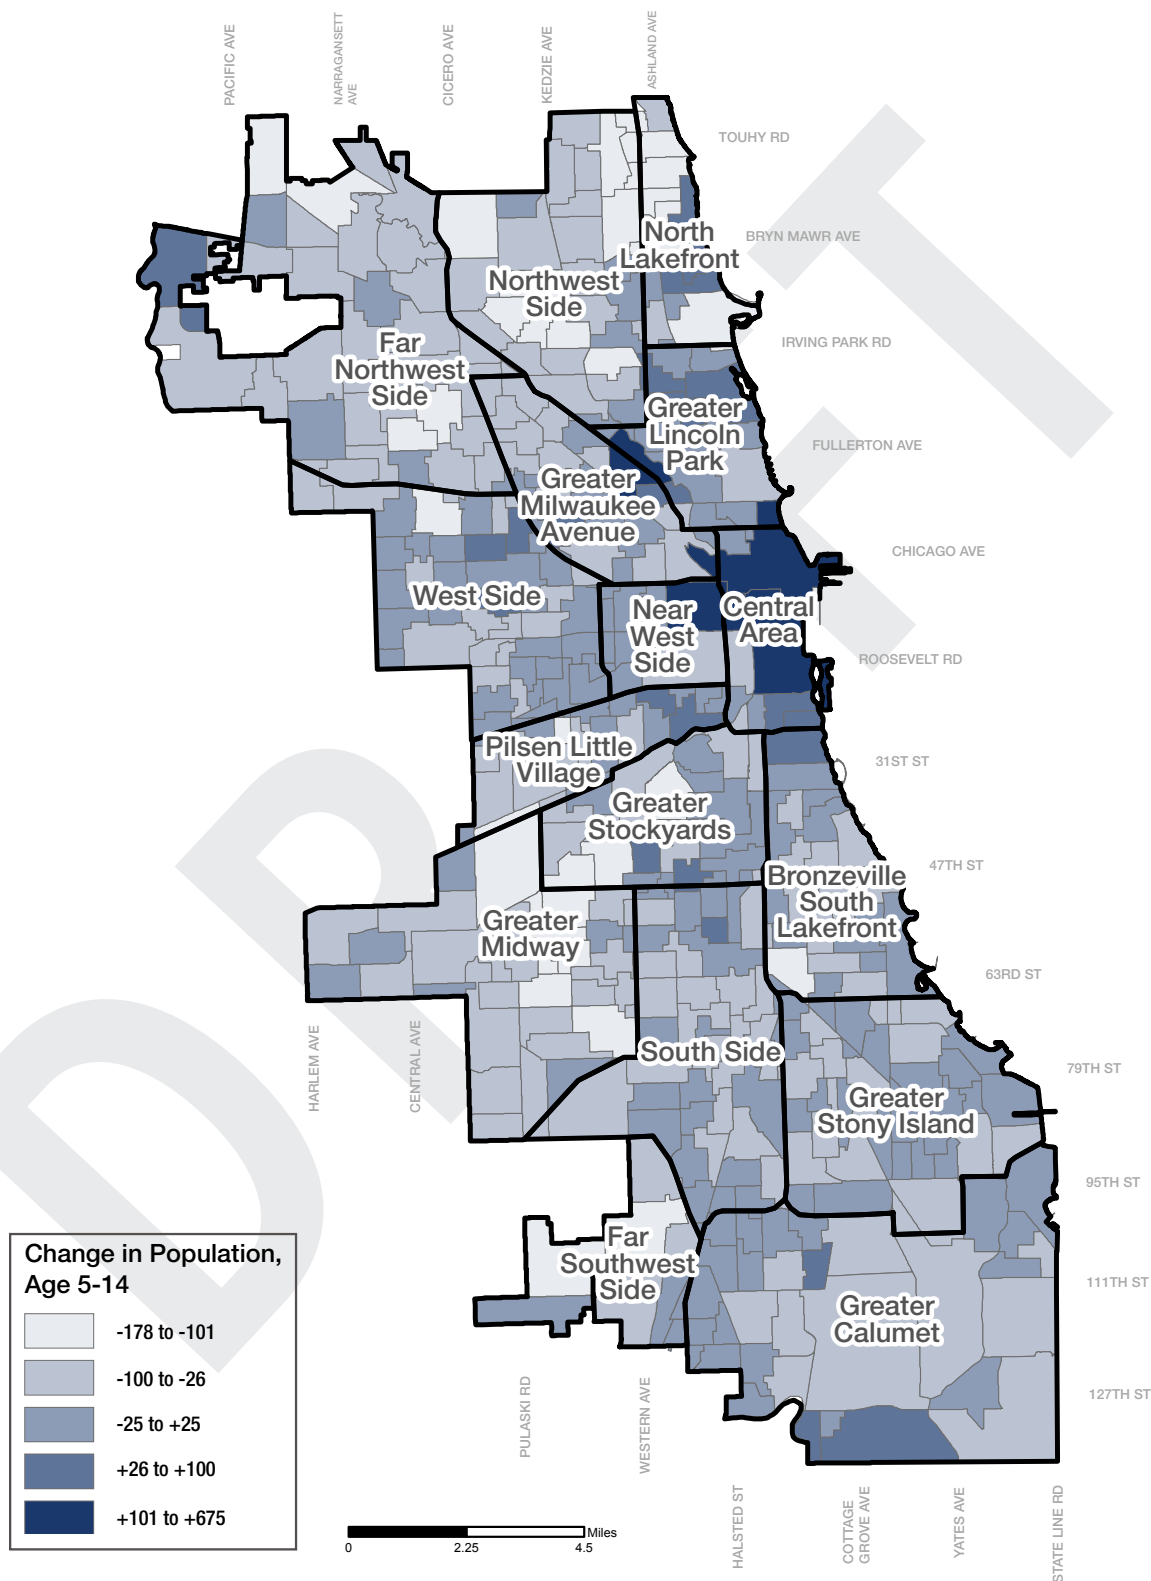 PACIFIC AVE
NARRAGANSETT
AVE
CICERO AVE
KEDZIE AVE
ASHLAND AVE
TOUHY RD
BRYN MAWR AVE
IRVING PARK RD
FULLERTON AVE
CHICAGO AVE
ROOSEVELT RD
31ST ST
47TH ST
63RD ST
79TH ST
95TH ST
111TH ST
127TH ST
North
Lakefront
Northwest
Side
Far
Northwest
Side
Greater
Lincoln
Park
Greater
Milwaukee
Avenue
West Side
Near
West
Side
Central
Area
Pilsen Little
Village
Greater
Stockyards
Bronzeville
South
Lakefront
Greater
Midway
South Side
Greater
Stony Island
Far
Southwest
Side
Greater
Calumet
HARLEM AVE
CENTRAL AVE
PULASKI RD
WESTERN AVE
HALSTED ST
COTTAGE
GROVE AVE
YATES AVE
STATE LINE RD
Change in Population,
Age 5-14
-178 to -101
-100 to -26
-25 to +25
+26 to +100
+101 to +675
Miles
0 2.25 4.5
DRAFT